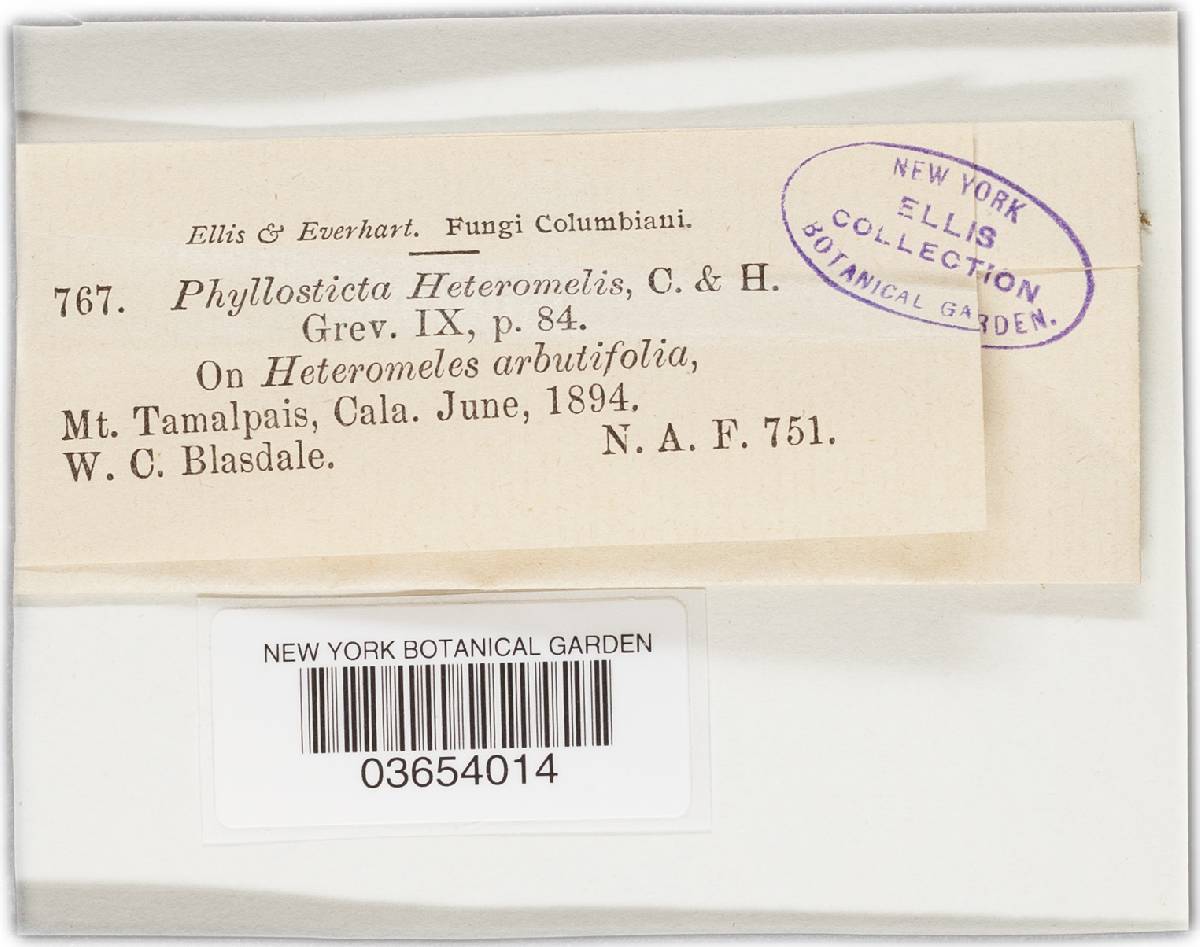 Ellis & Everhart. Fungi Columbiani.
767. Phyllosticta Heteromelis, C. & H.
Grev. IX, p. 84.
On Heteromeles arbutifolia,
Mt. Tamalpais, Cala. June, 1894.
W. C. Blasdale. N. A. F. 751.
NEW YORK
ELLIS
COLLECTION
BOTANICAL GARDEN.
NEW YORK BOTANICAL GARDEN
03654014